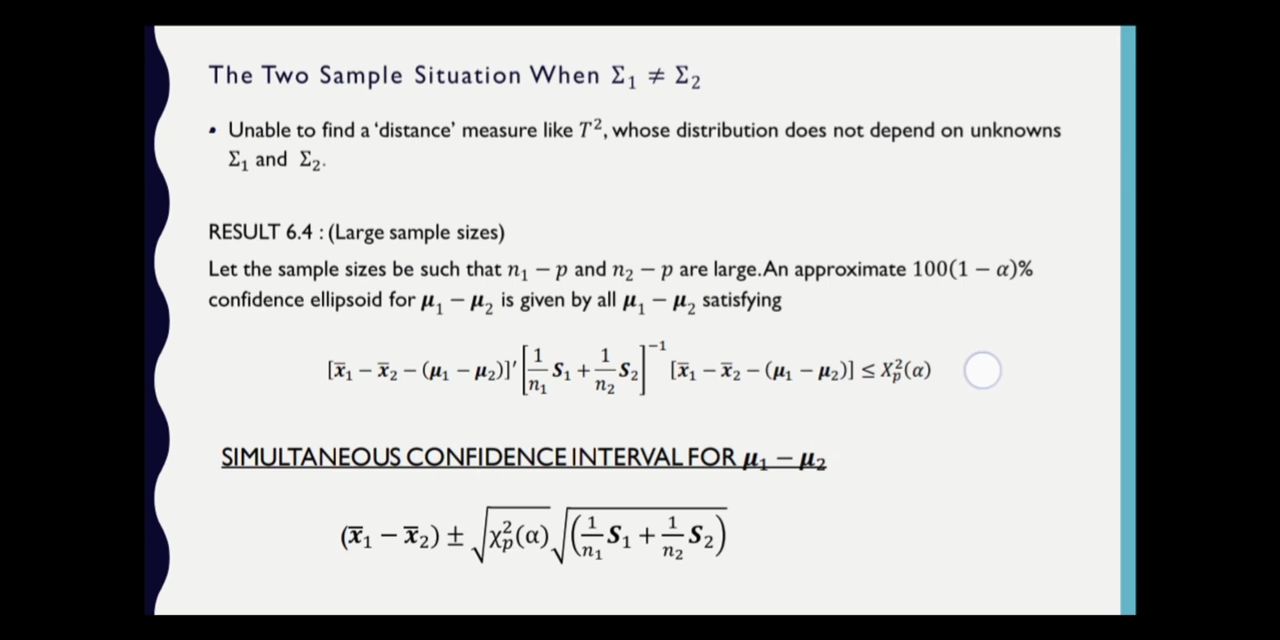 The Two Sample Situation When Σ₁ ≠ Σ₂
• Unable to find a ‘distance’ measure like T², whose distribution does not depend on unknowns
Σ₁ and Σ₂.
RESULT 6.4 : (Large sample sizes)
Let the sample sizes be such that n₁ − p and n₂ − p are large.An approximate 100(1 − α)%
confidence ellipsoid for μ₁ − μ₂ is given by all μ₁ − μ₂ satisfying
[x̅₁ − x̅₂ − (μ₁ − μ₂)]′ [1/n₁ S₁ + 1/n₂ S₂]⁻¹ [x̅₁ − x̅₂ − (μ₁ − μ₂)] ≤ Χ²ₚ(α)
SIMULTANEOUS CONFIDENCE INTERVAL FOR μ₁ − μ₂
(x̅₁ − x̅₂) ± √(χ²ₚ(α)) √((1/n₁ S₁ + 1/n₂ S₂))